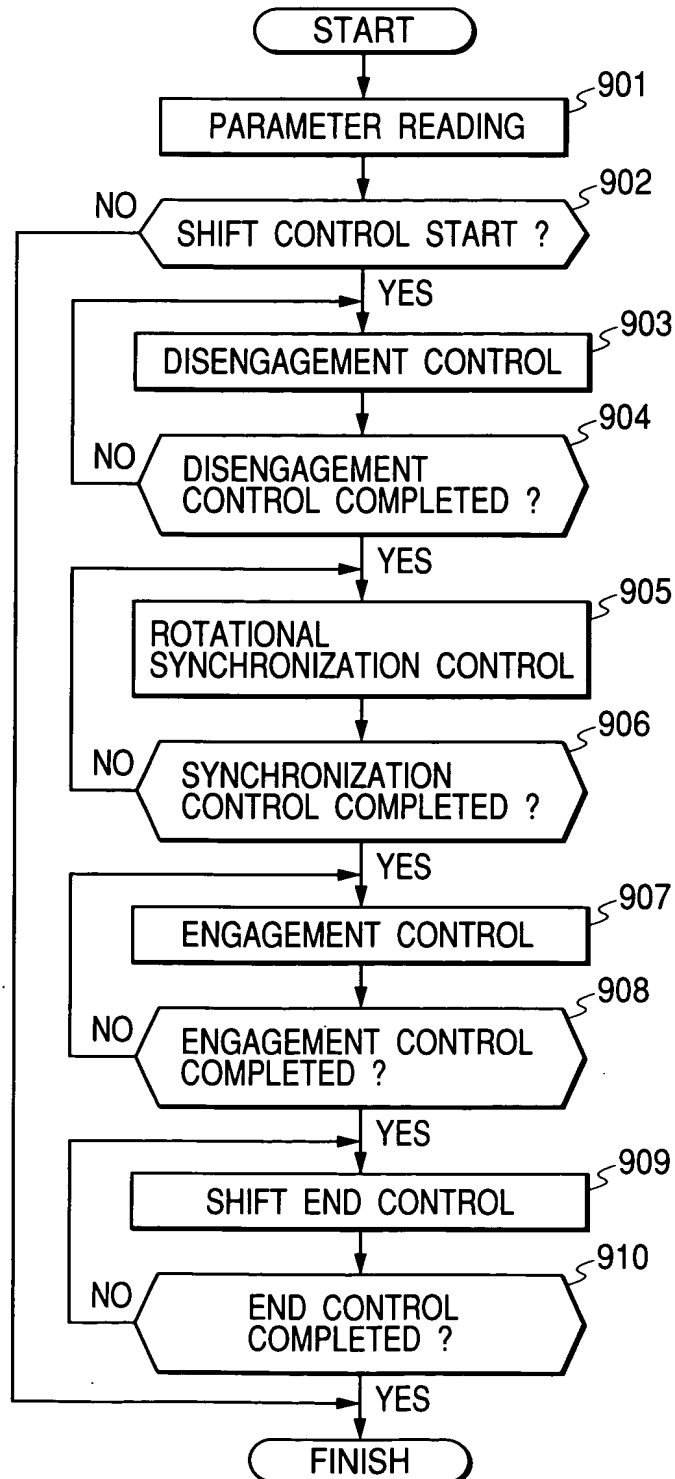 START
901
PARAMETER READING
902
NO
SHIFT CONTROL START ?
YES
903
DISENGAGEMENT CONTROL
904
NO
DISENGAGEMENT
CONTROL COMPLETED ?
YES
905
ROTATIONAL
SYNCHRONIZATION CONTROL
906
NO
SYNCHRONIZATION
CONTROL COMPLETED ?
YES
907
ENGAGEMENT CONTROL
908
NO
ENGAGEMENT CONTROL
COMPLETED ?
YES
909
SHIFT END CONTROL
910
NO
END CONTROL
COMPLETED ?
YES
FINISH